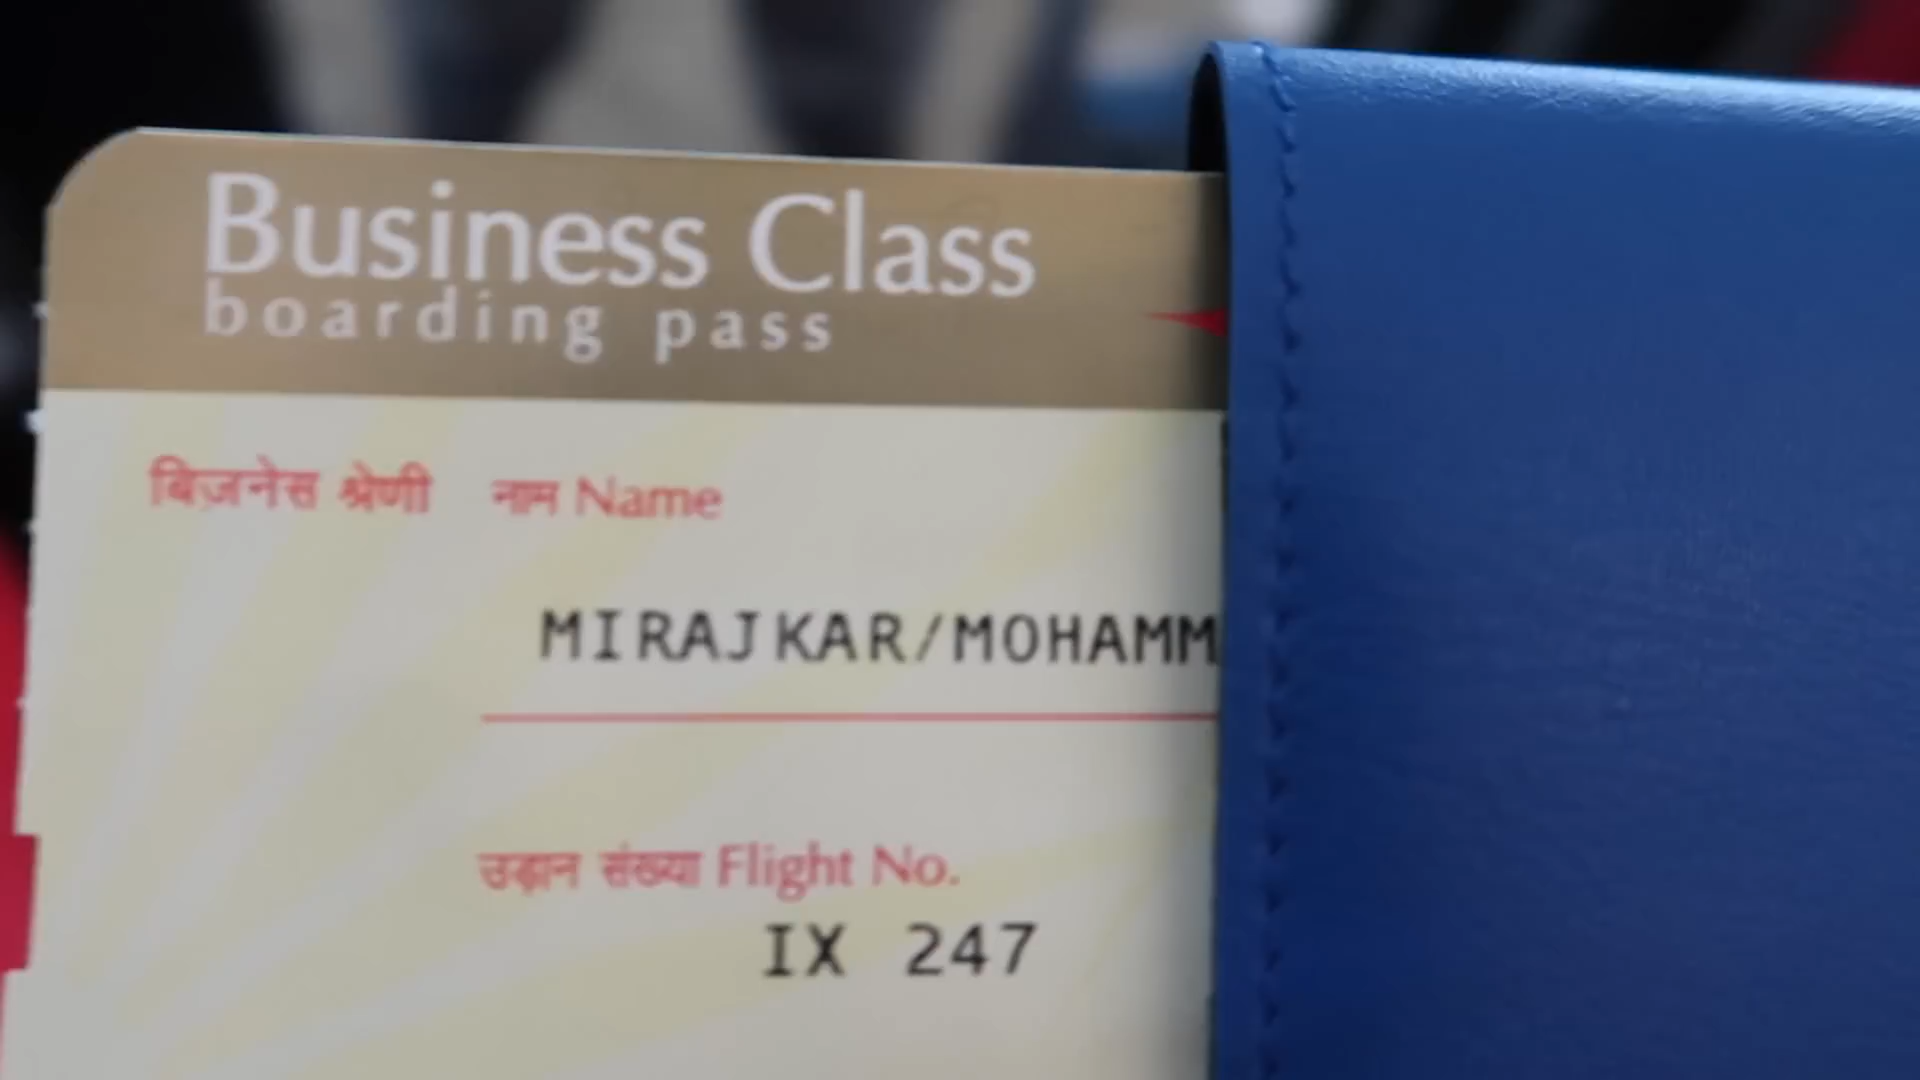 Business Class
boarding pass
बिज़नेस श्रेणी नाम Name
MIRAJKAR/MOHAMM
उड़ान संख्या Flight No.
IX 247